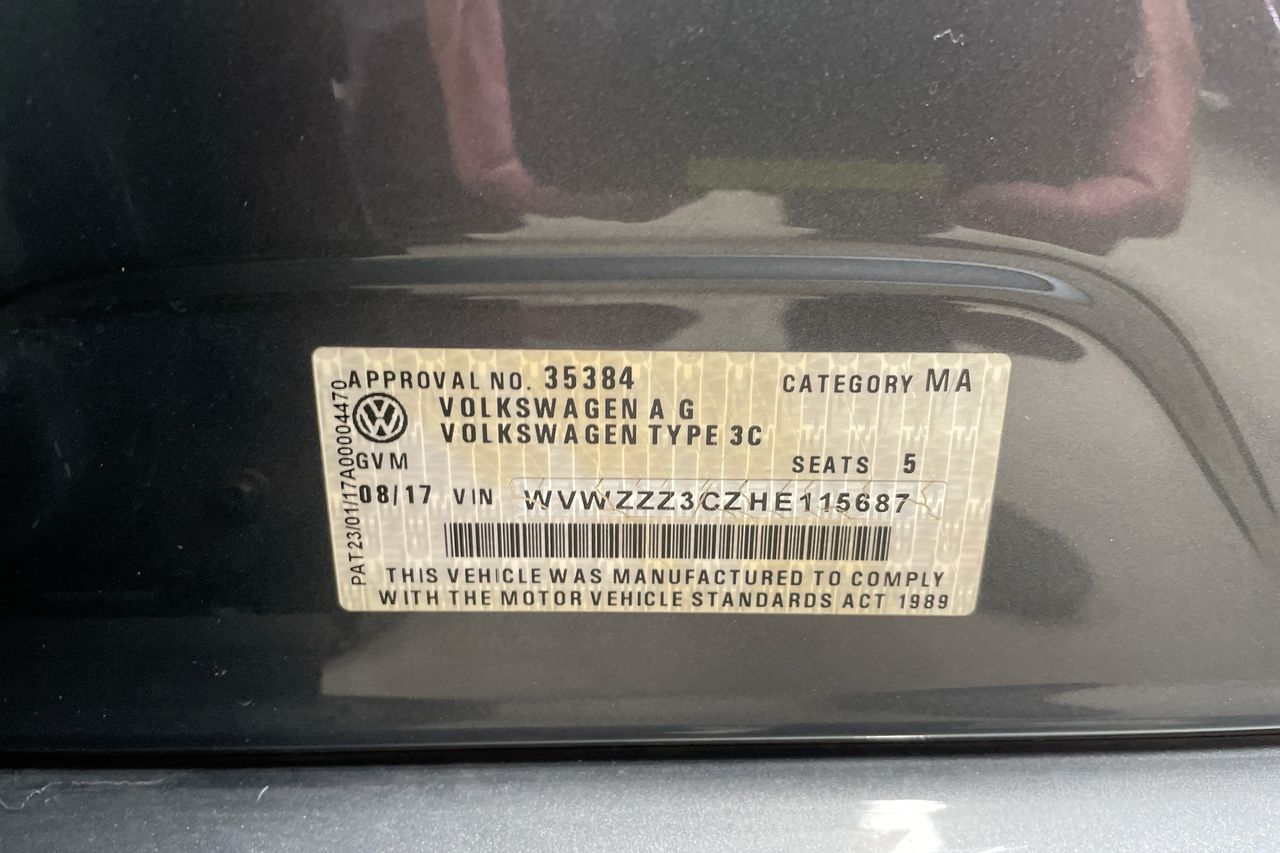 APPROVAL NO. 35384 CATEGORY MA
VOLKSWAGEN A G
VOLKSWAGEN TYPE 3C
GVM SEATS 5
08/17 VIN WVWZZZ3CZHE115687
THIS VEHICLE WAS MANUFACTURED TO COMPLY
WITH THE MOTOR VEHICLE STANDARDS ACT 1989
PAT23/01/17A00004470